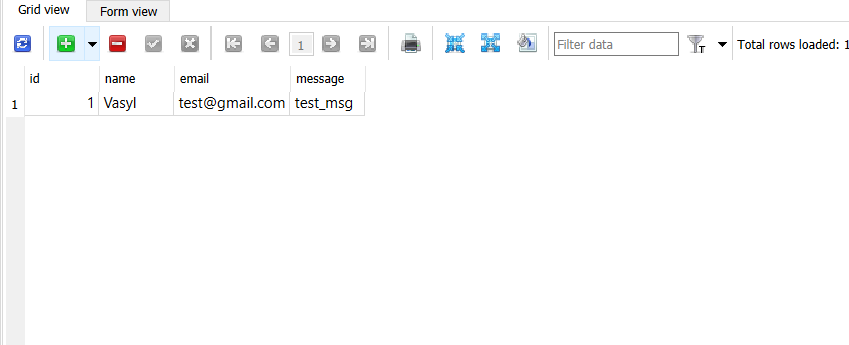 Grid view Form view
1 Filter data Total rows loaded: 1
id name email message
1 1 Vasyl test@gmail.com test_msg